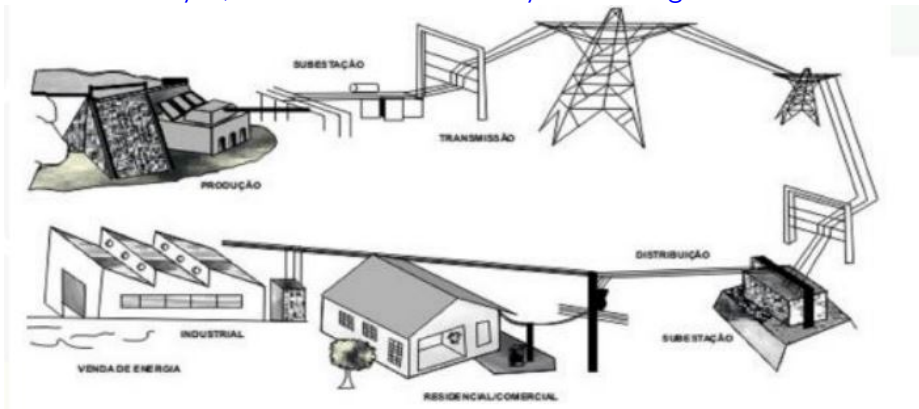 SUBESTAÇÃO
TRANSMISSÃO
PRODUÇÃO
DISTRIBUIÇÃO
SUBESTAÇÃO
INDUSTRIAL
VENDA DE ENERGIA
RESIDENCIAL/COMERCIAL